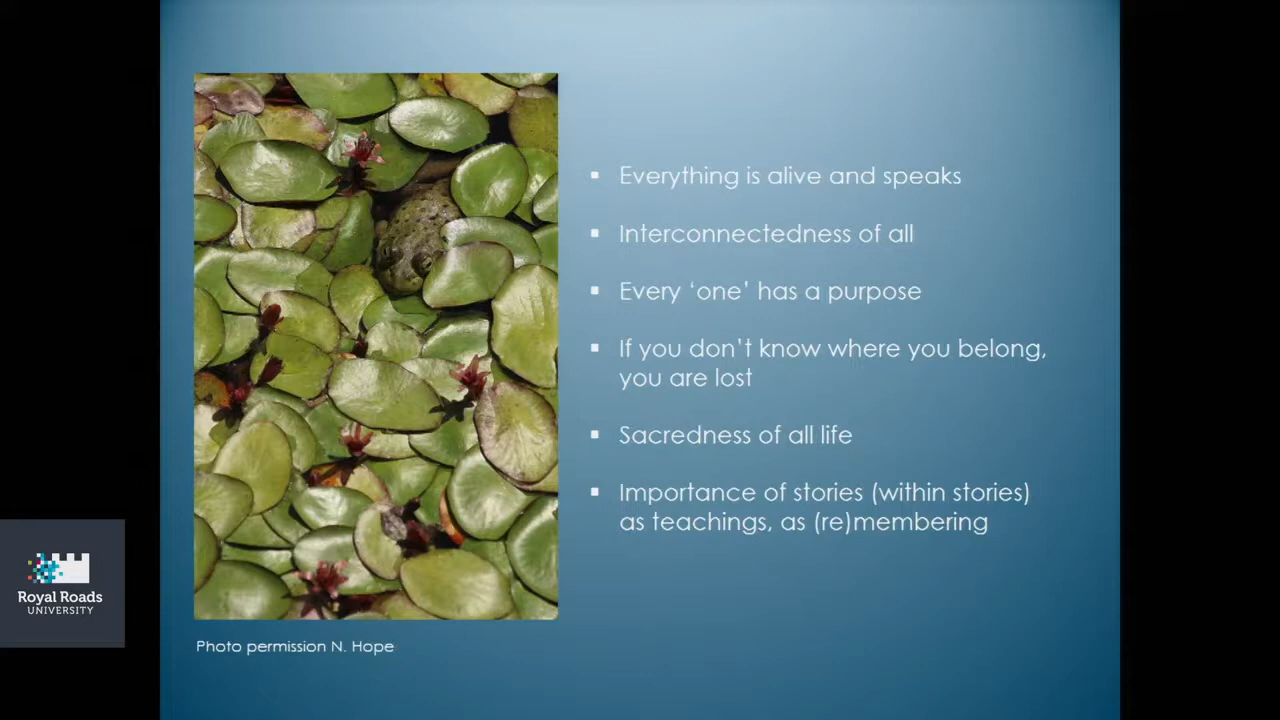 ▪ Everything is alive and speaks
▪ Interconnectedness of all
▪ Every ‘one’ has a purpose
▪ If you don’t know where you belong,
you are lost
▪ Sacredness of all life
▪ Importance of stories (within stories)
as teachings, as (re)membering
Photo permission N. Hope
Royal Roads
UNIVERSITY